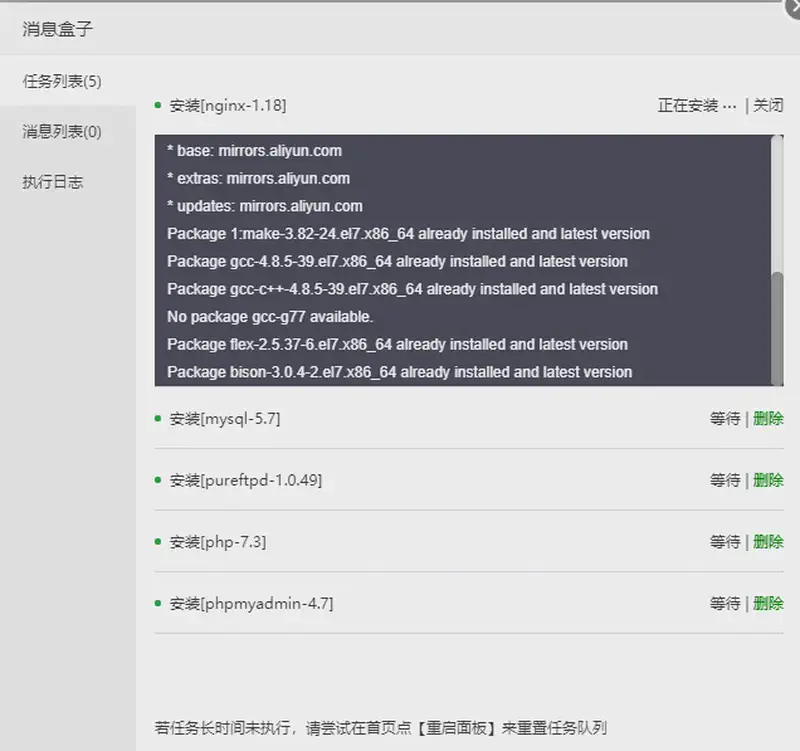 消息盒子
任务列表(5)
消息列表(0)
执行日志
安装[nginx-1.18] 正在安装 ··· | 关闭
* base: mirrors.aliyun.com
* extras: mirrors.aliyun.com
* updates: mirrors.aliyun.com
Package 1:make-3.82-24.el7.x86_64 already installed and latest version
Package gcc-4.8.5-39.el7.x86_64 already installed and latest version
Package gcc-c++-4.8.5-39.el7.x86_64 already installed and latest version
No package gcc-g77 available.
Package flex-2.5.37-6.el7.x86_64 already installed and latest version
Package bison-3.0.4-2.el7.x86_64 already installed and latest version
安装[mysql-5.7] 等待 | 删除
安装[pureftpd-1.0.49] 等待 | 删除
安装[php-7.3] 等待 | 删除
安装[phpmyadmin-4.7] 等待 | 删除
若任务长时间未执行，请尝试在首页点【重启面板】来重置任务队列